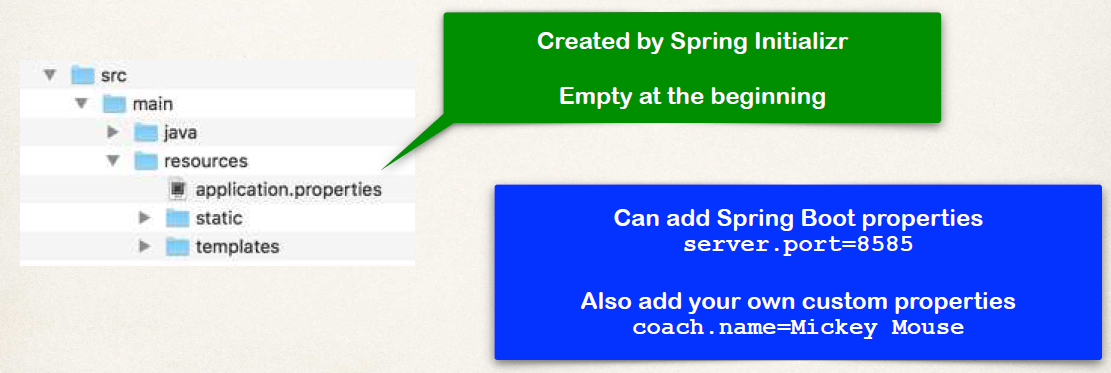 src
main
java
resources
application.properties
static
templates
Created by Spring Initializr
Empty at the beginning
Can add Spring Boot properties
server.port=8585
Also add your own custom properties
coach.name=Mickey Mouse